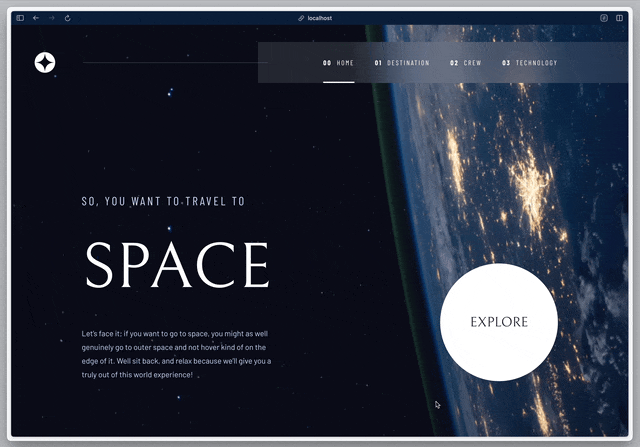 localhost
00 HOME 01 DESTINATION 02 CREW 03 TECHNOLOGY
SO, YOU WANT TO TRAVEL TO
SPACE
Let's face it; if you want to go to space, you might as well
genuinely go to outer space and not hover kind of on the
edge of it. Well sit back, and relax because we'll give you a
truly out of this world experience!
EXPLORE